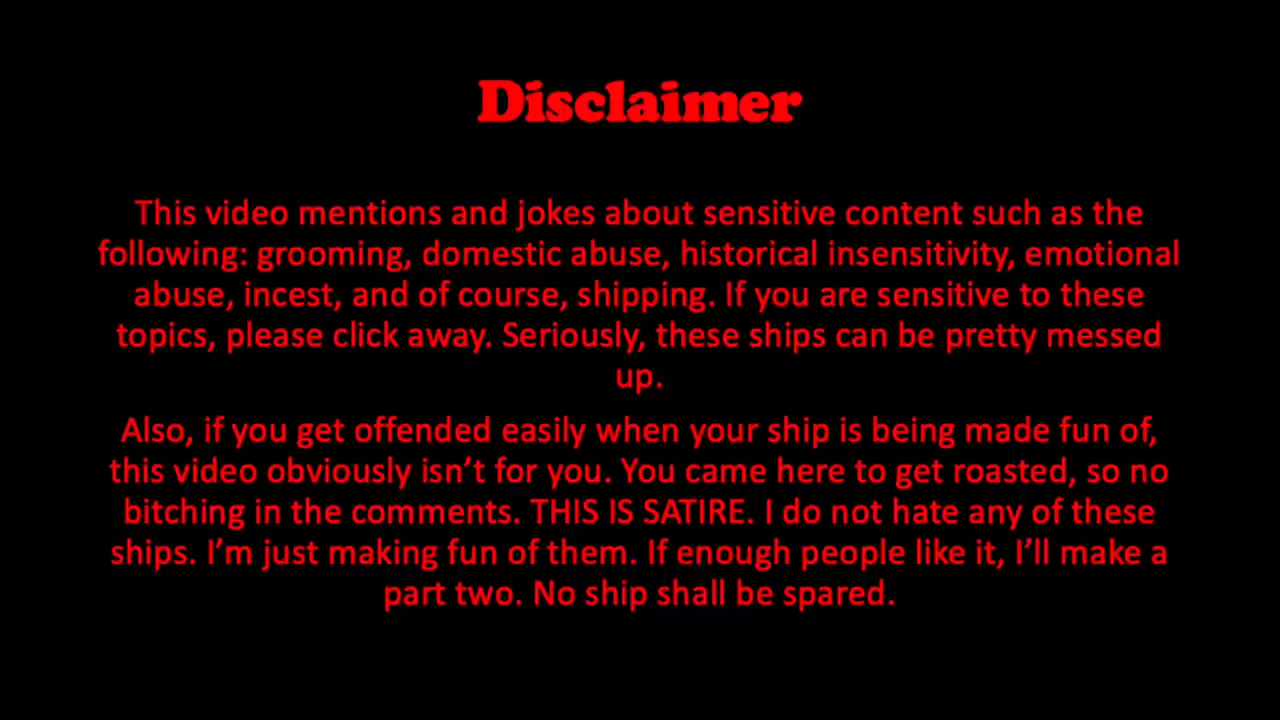 Disclaimer
This video mentions and jokes about sensitive content such as the
following: grooming, domestic abuse, historical insensitivity, emotional
abuse, incest, and of course, shipping. If you are sensitive to these
topics, please click away. Seriously, these ships can be pretty messed
up.
Also, if you get offended easily when your ship is being made fun of,
this video obviously isn’t for you. You came here to get roasted, so no
bitching in the comments. THIS IS SATIRE. I do not hate any of these
ships. I’m just making fun of them. If enough people like it, I’ll make a
part two. No ship shall be spared.